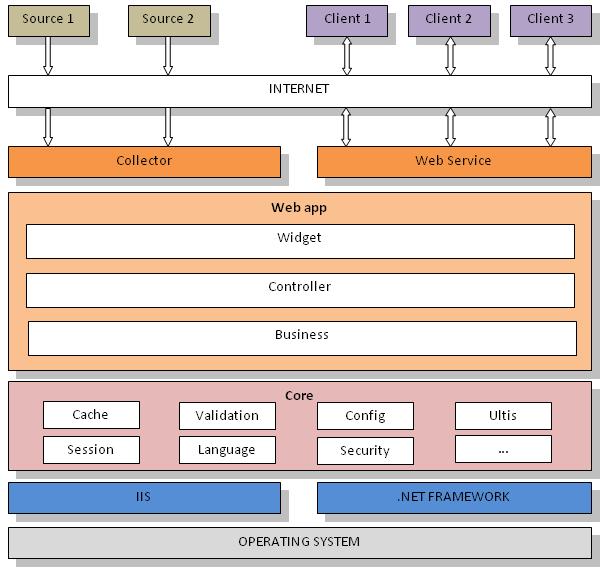 Source 1
Source 2
Client 1
Client 2
Client 3
INTERNET
Collector
Web Service
Web app
Widget
Controller
Business
Core
Cache
Validation
Config
Ultis
Session
Language
Security
...
IIS
.NET FRAMEWORK
OPERATING SYSTEM